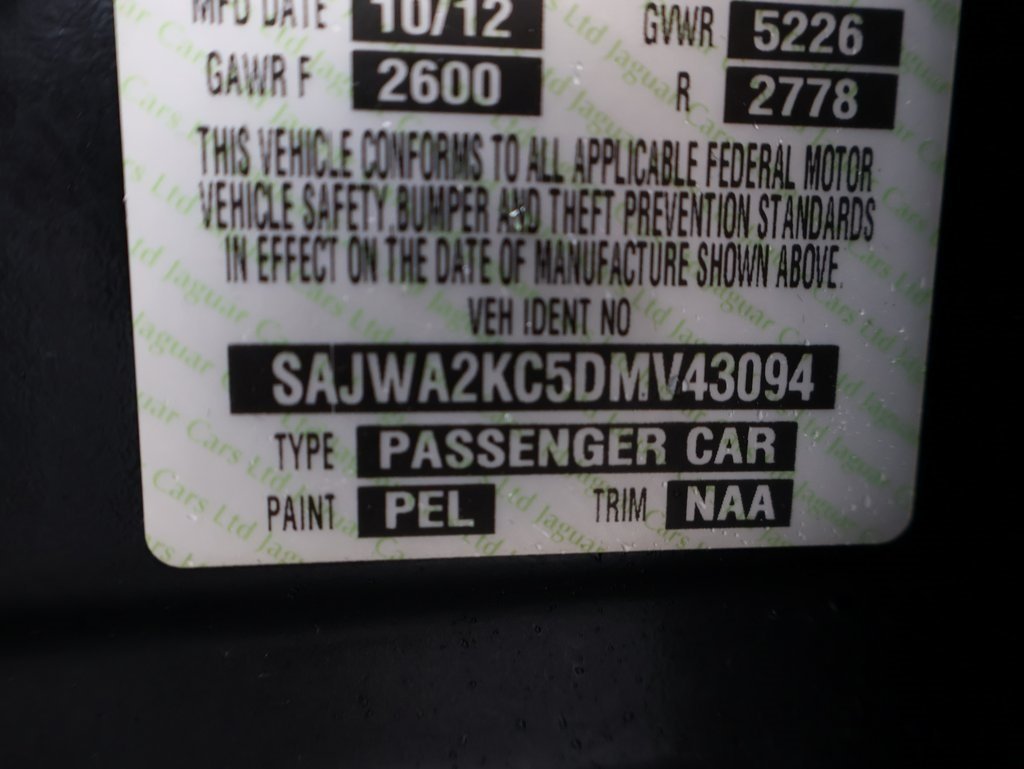 MFD DATE 10/12 GVWR 5226
GAWR F 2600 R 2778
THIS VEHICLE CONFORMS TO ALL APPLICABLE FEDERAL MOTOR
VEHICLE SAFETY, BUMPER AND THEFT PREVENTION STANDARDS
IN EFFECT ON THE DATE OF MANUFACTURE SHOWN ABOVE.
VEH IDENT NO
SAJWA2KC5DMV43094
TYPE PASSENGER CAR
PAINT PEL TRIM NAA